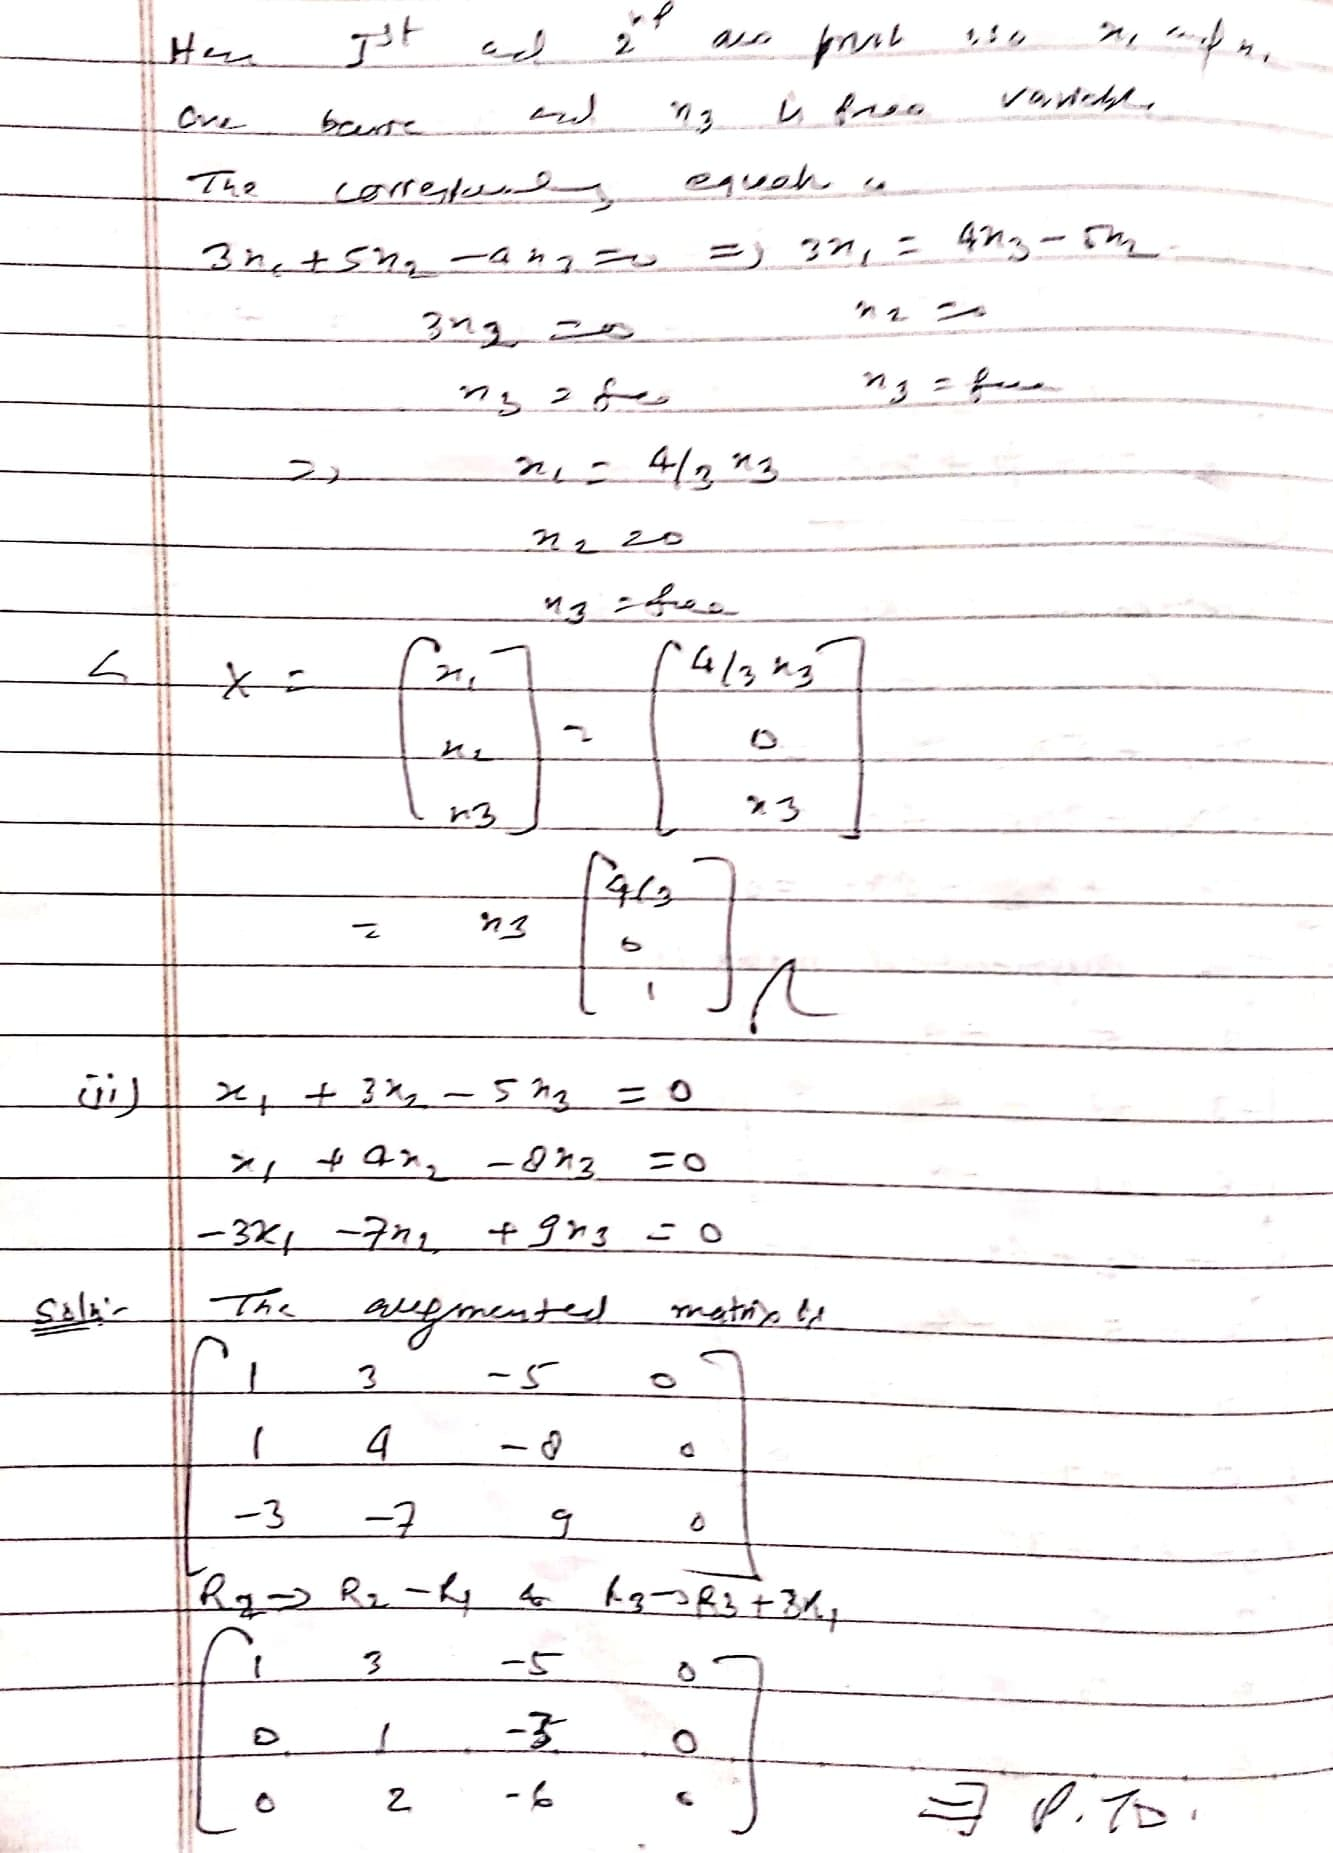 Here Ist and 2nd are pivot so x₁ and x₂
are basic and x₃ is free variable
The corresponding equation is
3x₁ + 5x₂ - 4x₃ = 0 => 3x₁ = 4x₃ - 5x₂
3x₂ = 0 x₂ = 0
x₃ = free x₃ = free
=> x₁ = 4/3 x₃
x₂ = 0
x₃ = free
X = [x₁ x₂ x₃] = [4/3 x₃ 0 x3]
= x3 [4/3 0 1]
iii) x₁ + 3x₂ - 5x₃ = 0
x₁ + 4x₂ - 8x₃ = 0
-3x₁ - 7x₂ + 9x₃ = 0
Soln:- The augmented matrix is
1 3 -5 0
1 4 -8 0
-3 -7 9 0
R₂ => R₂ - R₁ & R₃ -> R₃ + 3R₁
1 3 -5 0
0 1 -3 0
0 2 -6 0
=> P.TO.